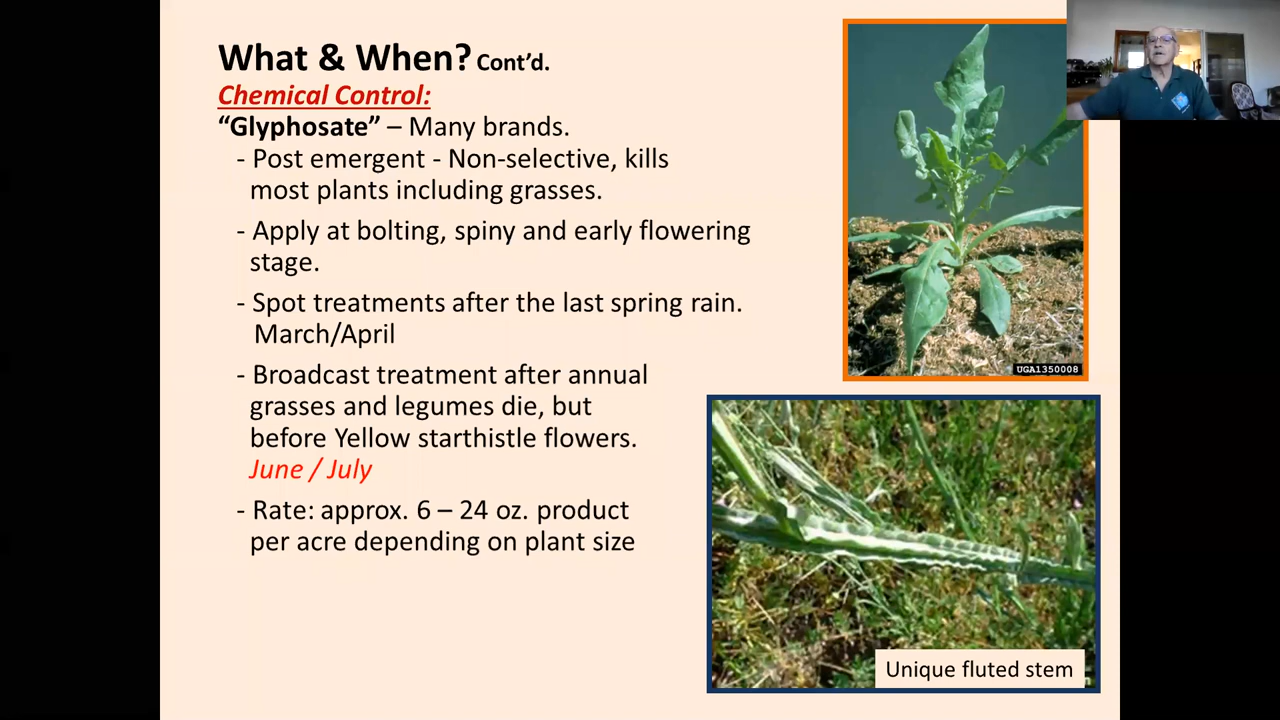 What & When? Cont’d.
Chemical Control:
“Glyphosate” – Many brands.
- Post emergent - Non-selective, kills
most plants including grasses.
- Apply at bolting, spiny and early flowering
stage.
- Spot treatments after the last spring rain.
March/April
- Broadcast treatment after annual
grasses and legumes die, but
before Yellow starthistle flowers.
June / July
- Rate: approx. 6 – 24 oz. product
per acre depending on plant size
UGA1350008
Unique fluted stem